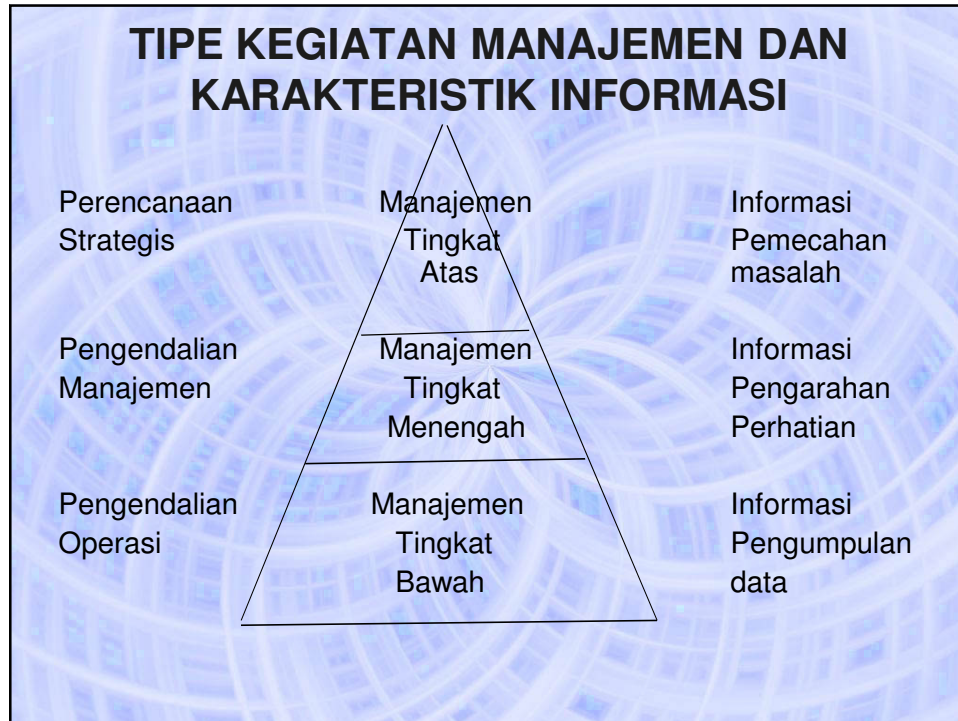 TIPE KEGIATAN MANAJEMEN DAN
KARAKTERISTIK INFORMASI
Perencanaan Manajemen Informasi
Strategis Tingkat Pemecahan
Atas masalah
Pengendalian Manajemen Informasi
Manajemen Tingkat Pengarahan
Menengah Perhatian
Pengendalian Manajemen Informasi
Operasi Tingkat Pengumpulan
Bawah data